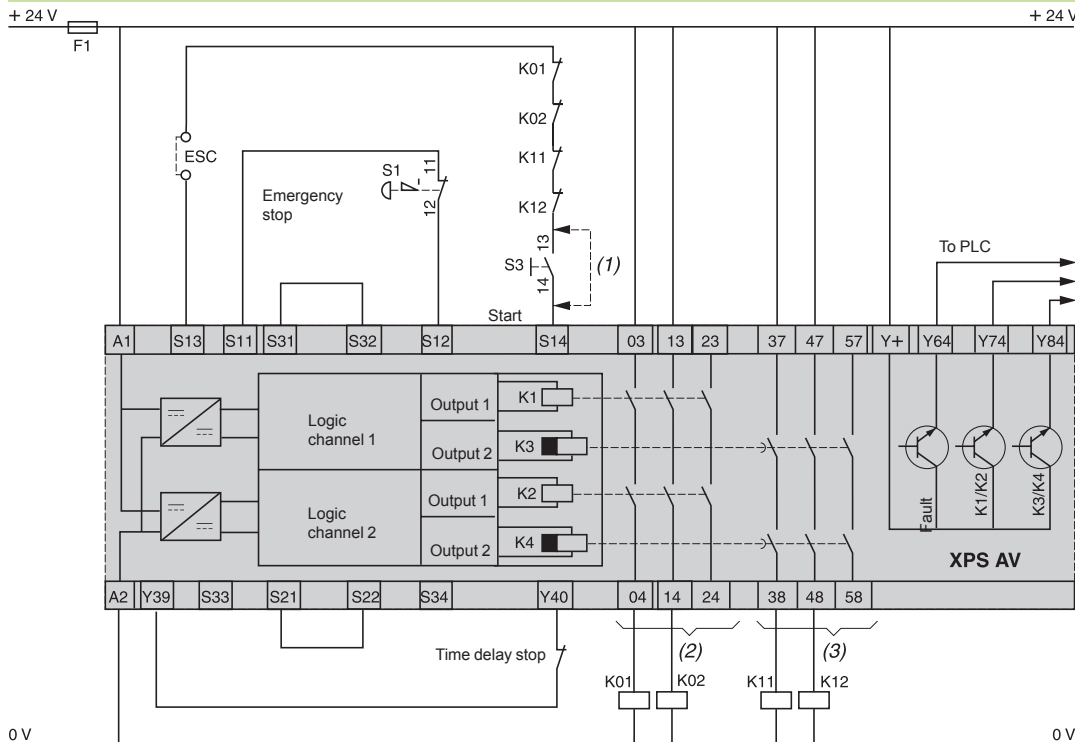 + 24 V
+ 24 V
F1
K01
K02
ESC
K11
S1
11
Emergency
stop
12
K12
13
To PLC
S3
(1)
14
Start
A1
S13
S11
S31
S32
S12
S14
03
13
23
37
47
57
Y+
Y64
Y74
Y84
Logic
channel 1
Output 1
K1
Output 2
K3
Logic
channel 2
Output 1
K2
Output 2
K4
Fault
K1/K2
K3/K4
XPS AV
A2
Y39
S33
S21
S22
S34
Y40
04
14
24
38
48
58
Time delay stop
(2)
(3)
K01
K02
K11
K12
0 V
0 V